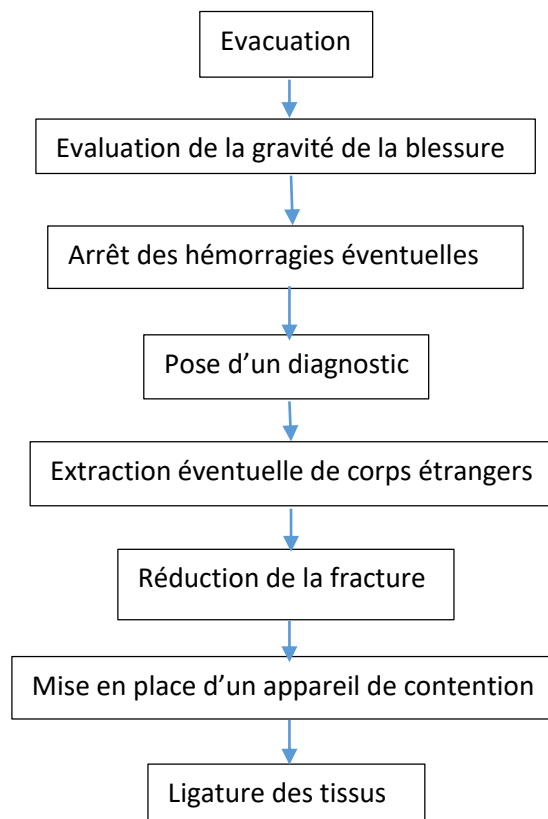 Evacuation
Evaluation de la gravité de la blessure
Arrêt des hémorragies éventuelles
Pose d’un diagnostic
Extraction éventuelle de corps étrangers
Réduction de la fracture
Mise en place d’un appareil de contention
Ligature des tissus